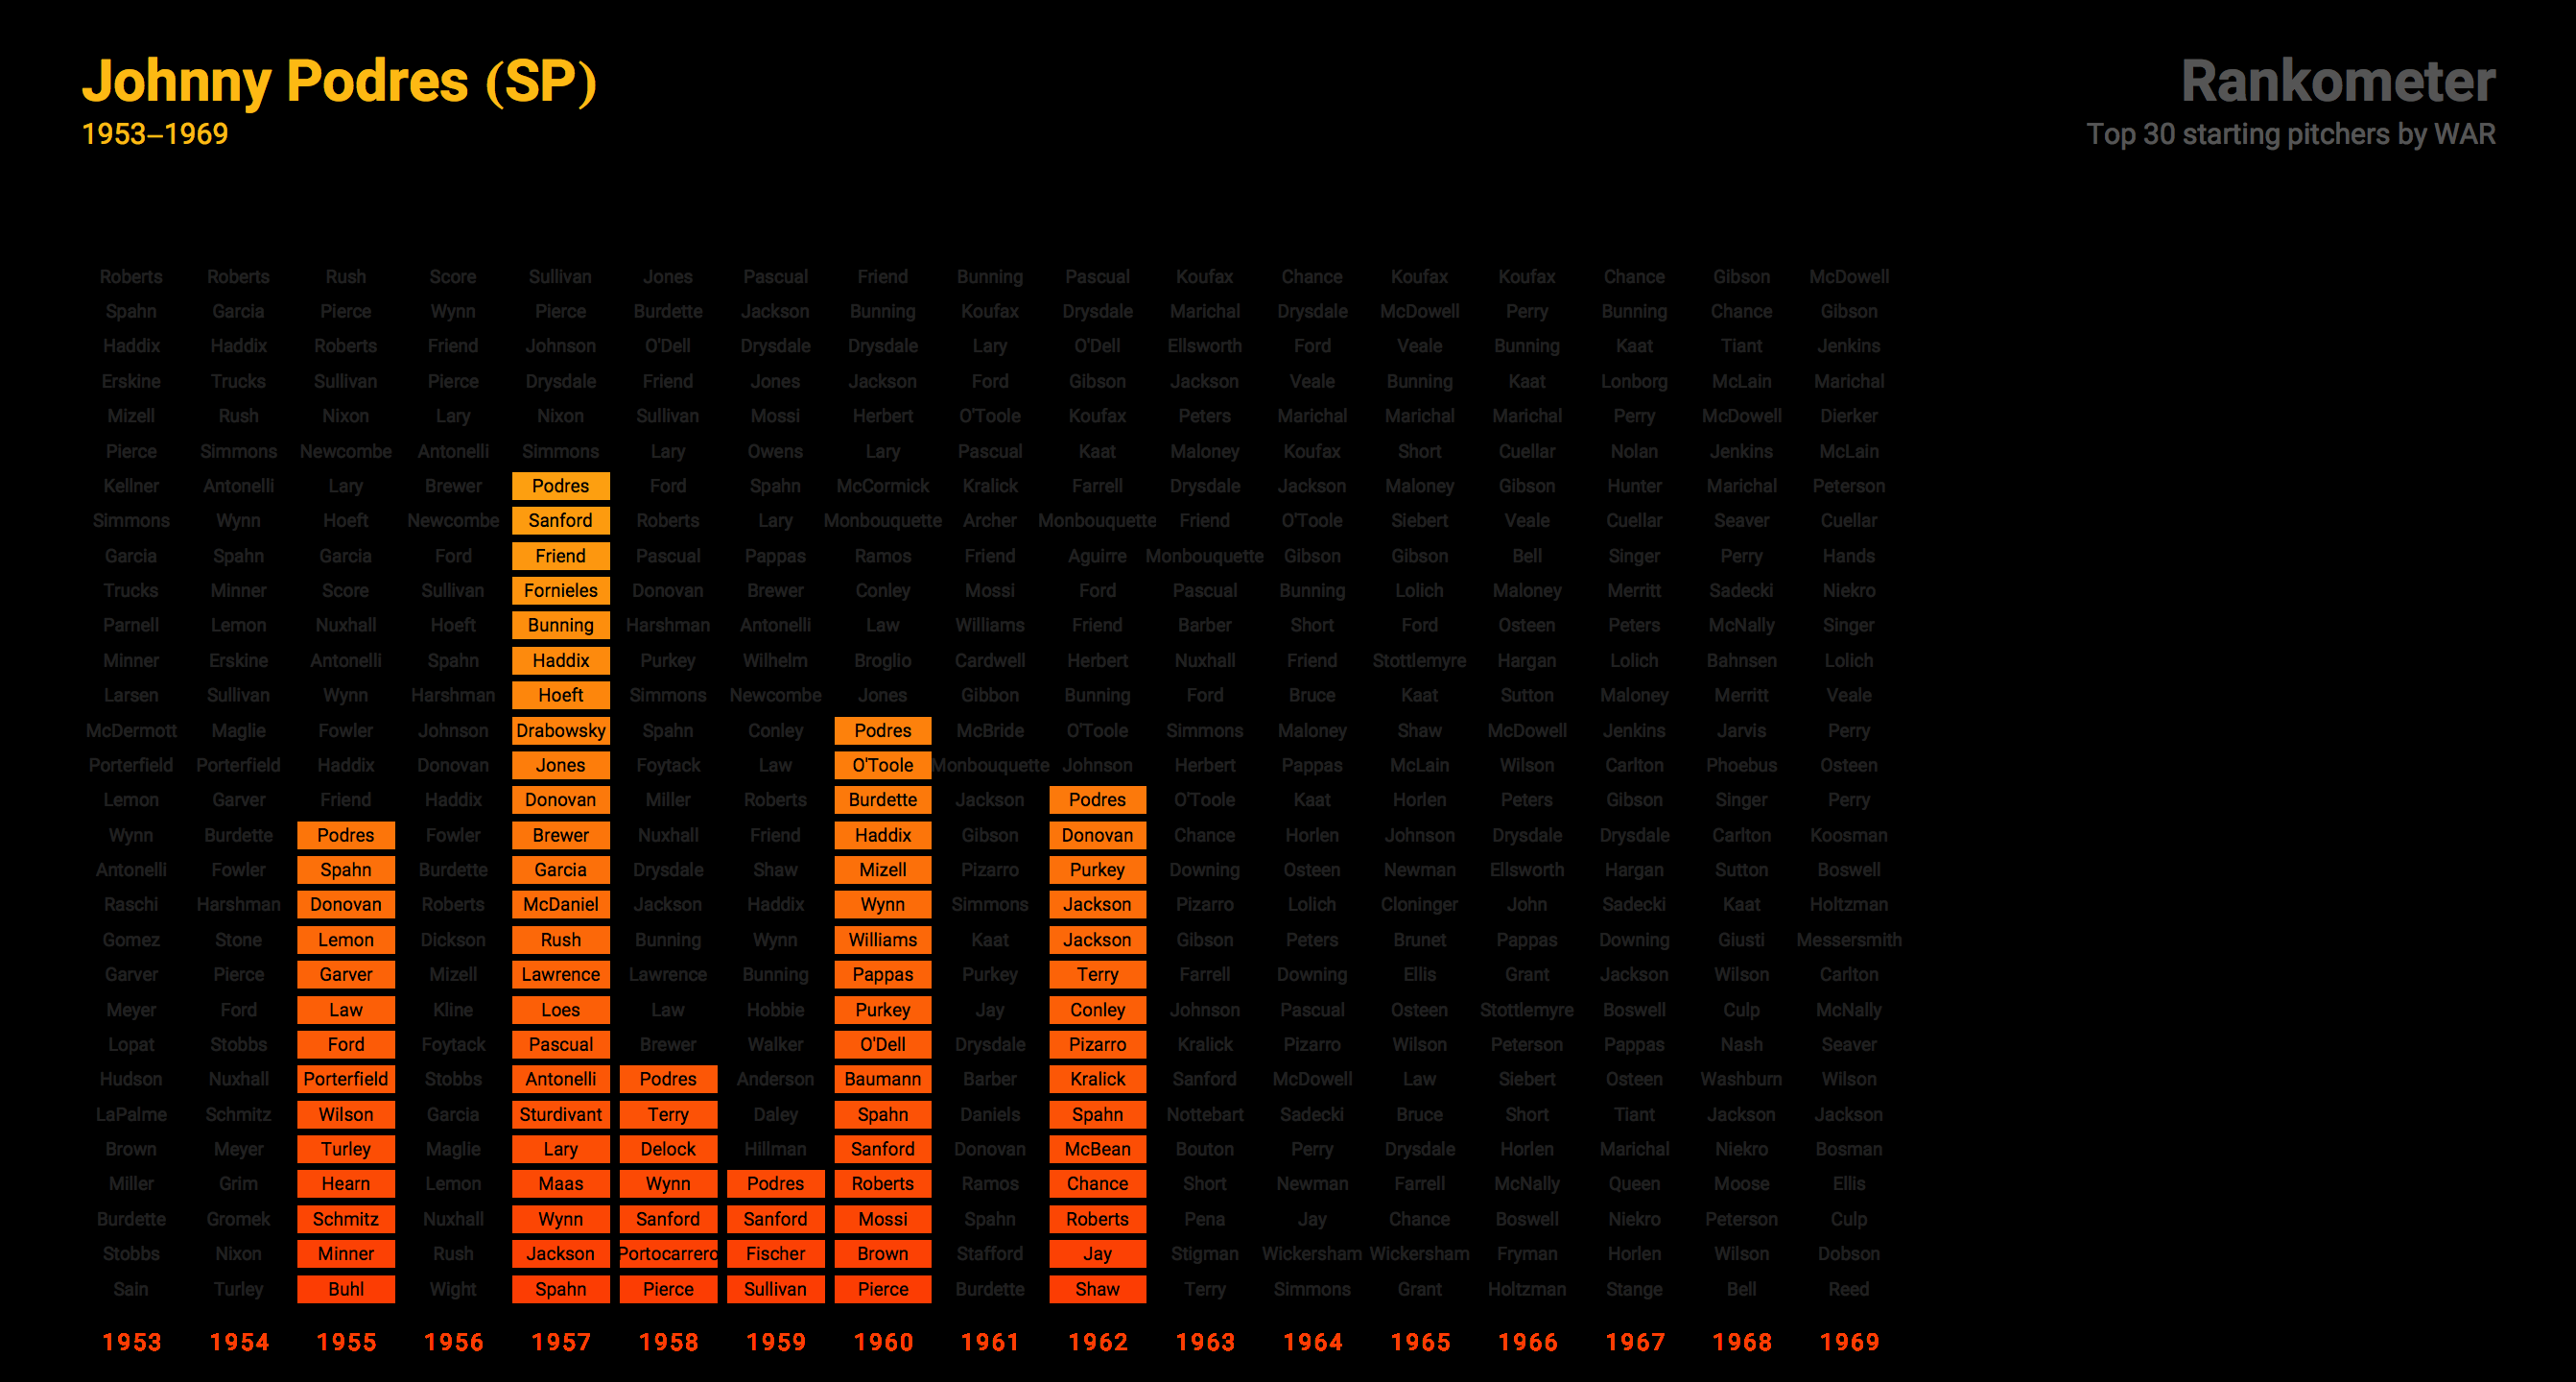 Johnny Podres (SP)
1953–1969
Rankometer
Top 30 starting pitchers by WAR
Roberts Roberts Rush Score Sullivan Jones Pascual Friend Bunning Pascual Koufax Chance Koufax Koufax Chance Gibson McDowell
Spahn Garcia Pierce Wynn Pierce Burdette Jackson Bunning Koufax Drysdale Marichal Drysdale McDowell Perry Bunning Chance Gibson
Haddix Haddix Roberts Friend Johnson O'Dell Drysdale Drysdale Lary O'Dell Ellsworth Ford Veale Bunning Kaat Tiant Jenkins
Erskine Trucks Sullivan Pierce Drysdale Friend Jones Jackson Ford Gibson Jackson Veale Bunning Kaat Lonborg McLain Marichal
Mizell Rush Nixon Lary Nixon Sullivan Mossi Herbert O'Toole Koufax Peters Marichal Marichal Marichal Perry McDowell Dierker
Pierce Simmons Newcombe Antonelli Simmons Lary Owens Lary Pascual Kaat Maloney Koufax Short Cuellar Nolan Jenkins McLain
Kellner Antonelli Lary Brewer Podres Ford Spahn McCormick Kralick Farrell Drysdale Jackson Maloney Gibson Hunter Marichal Peterson
Simmons Wynn Hoeft Newcombe Sanford Roberts Lary Monbouquette Archer Monbouquette Friend O'Toole Siebert Veale Cuellar Seaver Cuellar
Garcia Spahn Garcia Ford Friend Pascual Pappas Ramos Friend Aguirre Monbouquette Gibson Gibson Bell Singer Perry Hands
Trucks Minner Score Sullivan Fornieles Donovan Brewer Conley Mossi Ford Pascual Bunning Lolich Maloney Merritt Sadecki Niekro
Parnell Lemon Nuxhall Hoeft Bunning Harshman Antonelli Law Williams Friend Barber Short Ford Osteen Peters McNally Singer
Minner Erskine Antonelli Spahn Haddix Purkey Wilhelm Broglio Cardwell Herbert Nuxhall Friend Stottlemyre Hargan Lolich Bahnsen Lolich
Larsen Sullivan Wynn Harshman Hoeft Simmons Newcombe Jones Gibbon Bunning Ford Bruce Kaat Sutton Maloney Merritt Veale
McDermott Maglie Fowler Johnson Drabowsky Spahn Conley Podres McBride O'Toole Simmons Maloney Shaw McDowell Jenkins Jarvis Perry
Porterfield Porterfield Haddix Donovan Jones Foytack Law O'Toole Monbouquette Johnson Herbert Pappas McLain Wilson Carlton Phoebus Osteen
Lemon Garver Friend Haddix Donovan Miller Roberts Burdette Jackson Podres O'Toole Kaat Horlen Peters Gibson Singer Perry
Wynn Burdette Podres Fowler Brewer Nuxhall Friend Haddix Gibson Donovan Chance Horlen Johnson Drysdale Drysdale Carlton Koosman
Antonelli Fowler Spahn Burdette Garcia Drysdale Shaw Mizell Pizarro Purkey Downing Osteen Newman Ellsworth Hargan Sutton Boswell
Raschi Harshman Donovan Roberts McDaniel Jackson Haddix Wynn Simmons Jackson Pizarro Lolich Cloninger John Sadecki Kaat Holtzman
Gomez Stone Lemon Dickson Rush Bunning Wynn Williams Kaat Jackson Gibson Peters Brunet Pappas Downing Giusti Messersmith
Garver Pierce Garver Mizell Lawrence Lawrence Bunning Pappas Purkey Terry Farrell Downing Ellis Grant Jackson Wilson Carlton
Meyer Ford Law Kline Loes Law Hobbie Purkey Jay Conley Johnson Pascual Osteen Stottlemyre Boswell Culp McNally
Lopat Stobbs Ford Foytack Pascual Brewer Walker O'Dell Drysdale Pizarro Kralick Pizarro Wilson Peterson Pappas Nash Seaver
Hudson Nuxhall Porterfield Stobbs Antonelli Podres Anderson Baumann Barber Kralick Sanford McDowell Law Siebert Osteen Washburn Wilson
LaPalme Schmitz Wilson Garcia Sturdivant Terry Daley Spahn Daniels Spahn Nottebart Sadecki Bruce Short Tiant Jackson Jackson
Brown Meyer Turley Maglie Lary Delock Hillman Sanford Donovan McBean Bouton Perry Drysdale Horlen Marichal Niekro Bosman
Miller Grim Hearn Lemon Maas Wynn Podres Roberts Ramos Chance Short Newman Farrell McNally Queen Moose Ellis
Burdette Gromek Schmitz Nuxhall Wynn Sanford Sanford Mossi Spahn Roberts Pena Jay Chance Boswell Niekro Peterson Culp
Stobbs Nixon Minner Rush Jackson Portocarrero Fischer Brown Stafford Jay Stigman Wickersham Wickersham Fryman Horlen Wilson Dobson
Sain Turley Buhl Wight Spahn Pierce Sullivan Pierce Burdette Shaw Terry Simmons Grant Holtzman Stange Bell Reed
1953 1954 1955 1956 1957 1958 1959 1960 1961 1962 1963 1964 1965 1966 1967 1968 1969